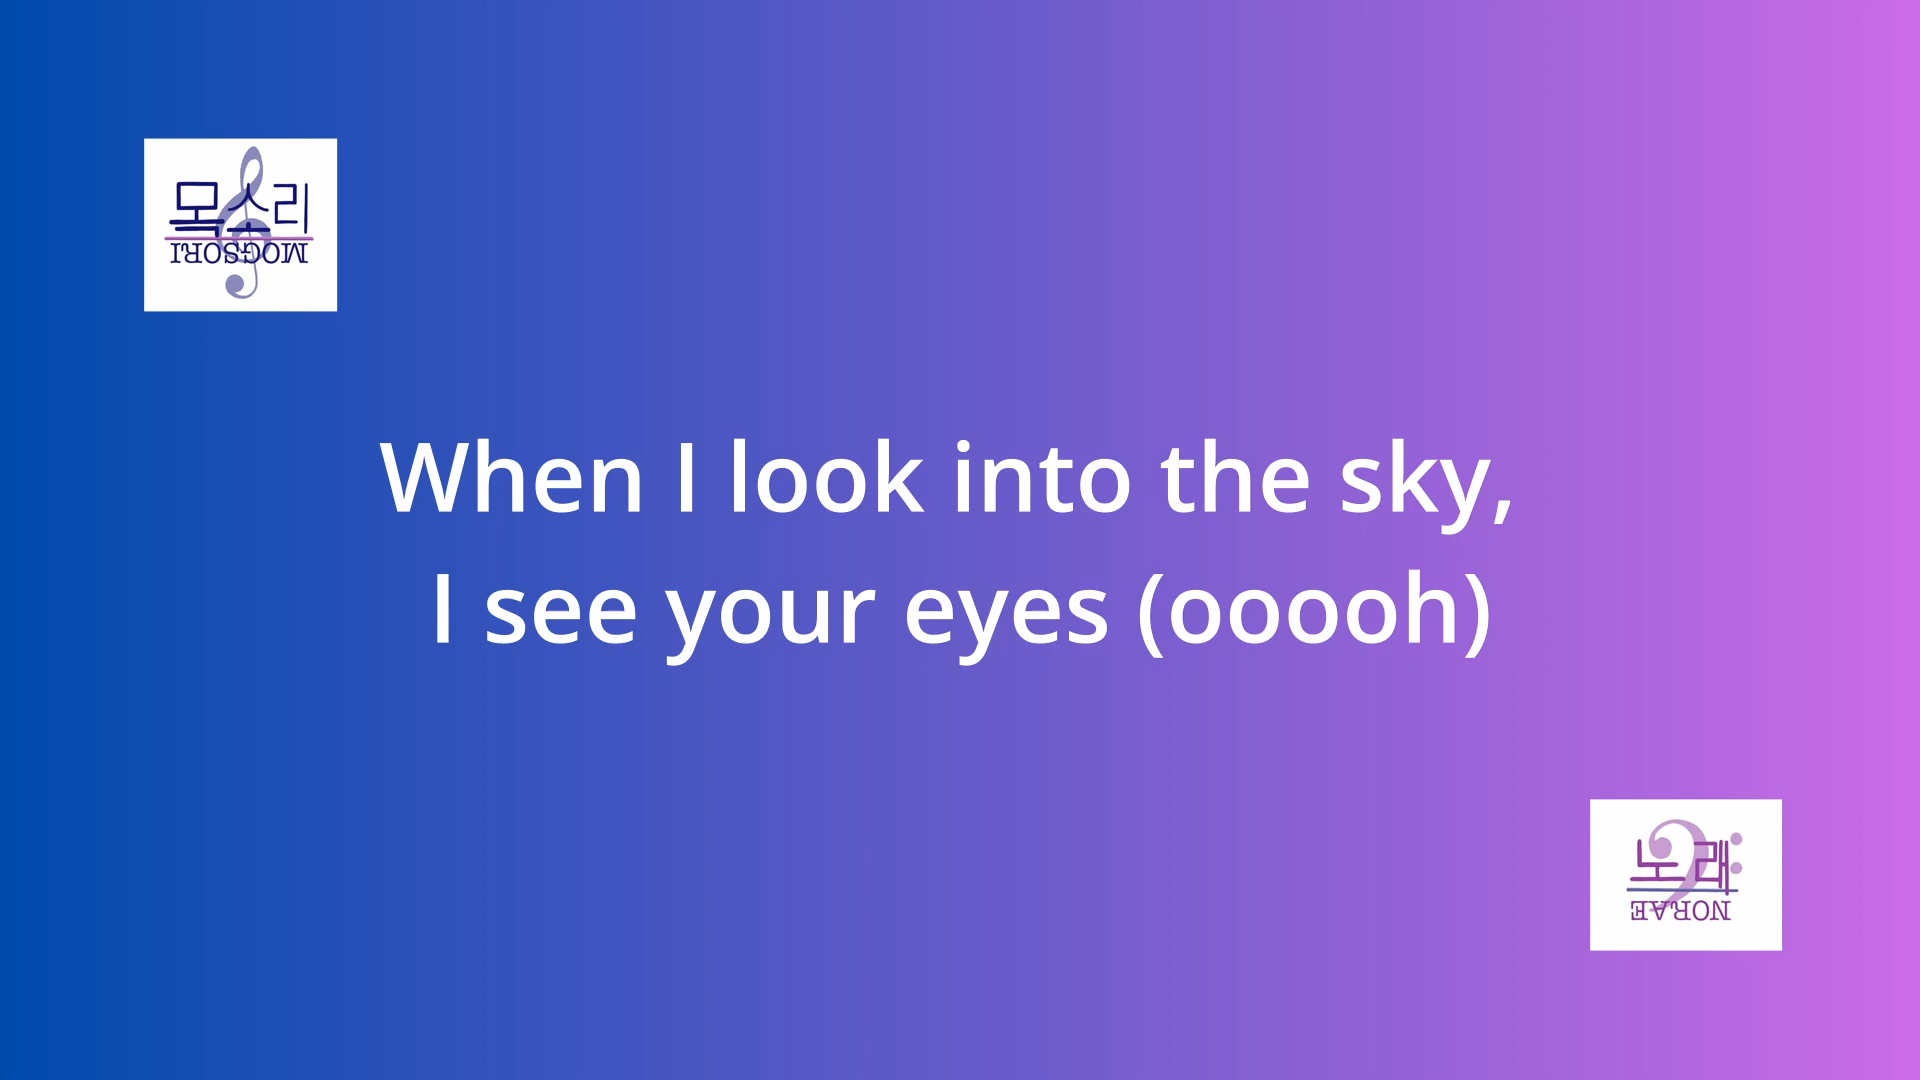 목소리
MOGSORI
When I look into the sky,
I see your eyes (ooooh)
노래
NORAE